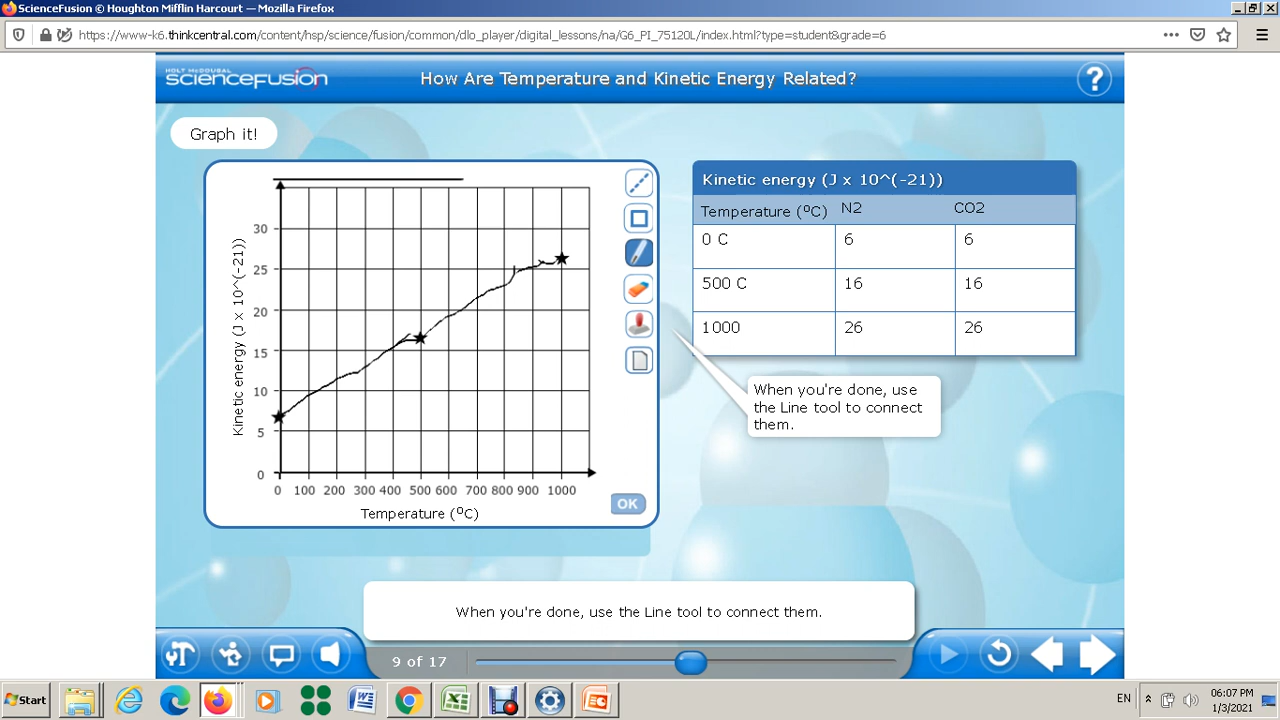 ScienceFusion © Houghton Mifflin Harcourt — Mozilla Firefox
https://www-k6.thinkcentral.com/content/hsp/science/fusion/common/dlo_player/digital_lessons/na/G6_PI_75120L/index.html?type=student&grade=6
HOLT McDOUGAL
SCIENCEFUSION
How Are Temperature and Kinetic Energy Related?
?
Graph it!
Kinetic energy (J x 10^(-21))
30
25
20
15
10
5
0
0 100 200 300 400 500 600 700 800 900 1000
Temperature (ºC)
OK
Kinetic energy (J x 10^(-21))
Temperature (ºC) N2 CO2
0 C 6 6
500 C 16 16
1000 26 26
When you're done, use
the Line tool to connect
them.
When you're done, use the Line tool to connect them.
9 of 17
Start
EN
06:07 PM
1/3/2021